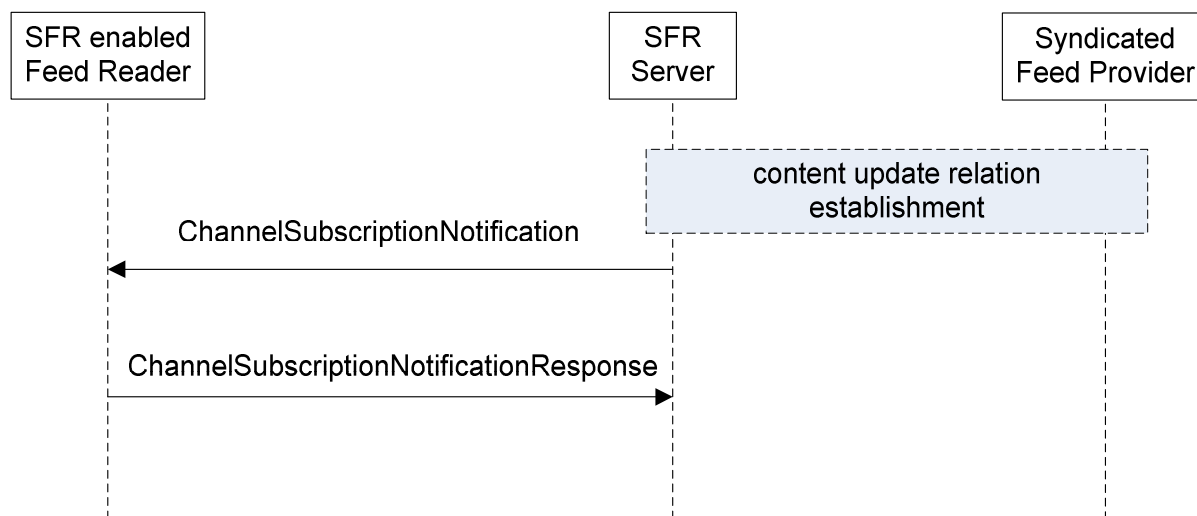 SFR enabled
Feed Reader
SFR
Server
Syndicated
Feed Provider
content update relation
establishment
ChannelSubscriptionNotification
ChannelSubscriptionNotificationResponse